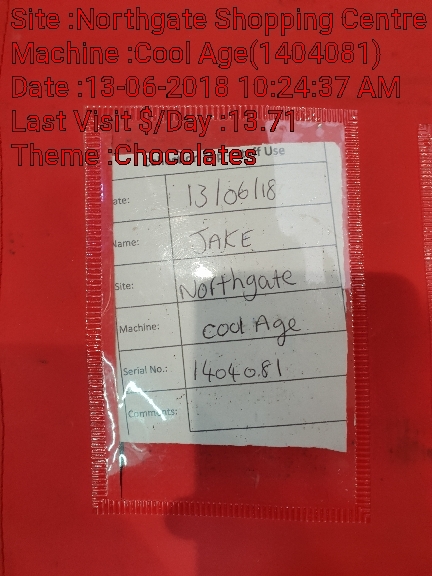 Site :Northgate Shopping Centre
Machine :Cool Age(1404081)
Date :13-06-2018 10:24:37 AM
Last Visit $/Day :13.71
Theme :Chocolates
Use
ate: 13/06/18
Name: JAKE
Site: Northgate
Machine: Cool Age
Serial No.: 1404081
Comments: